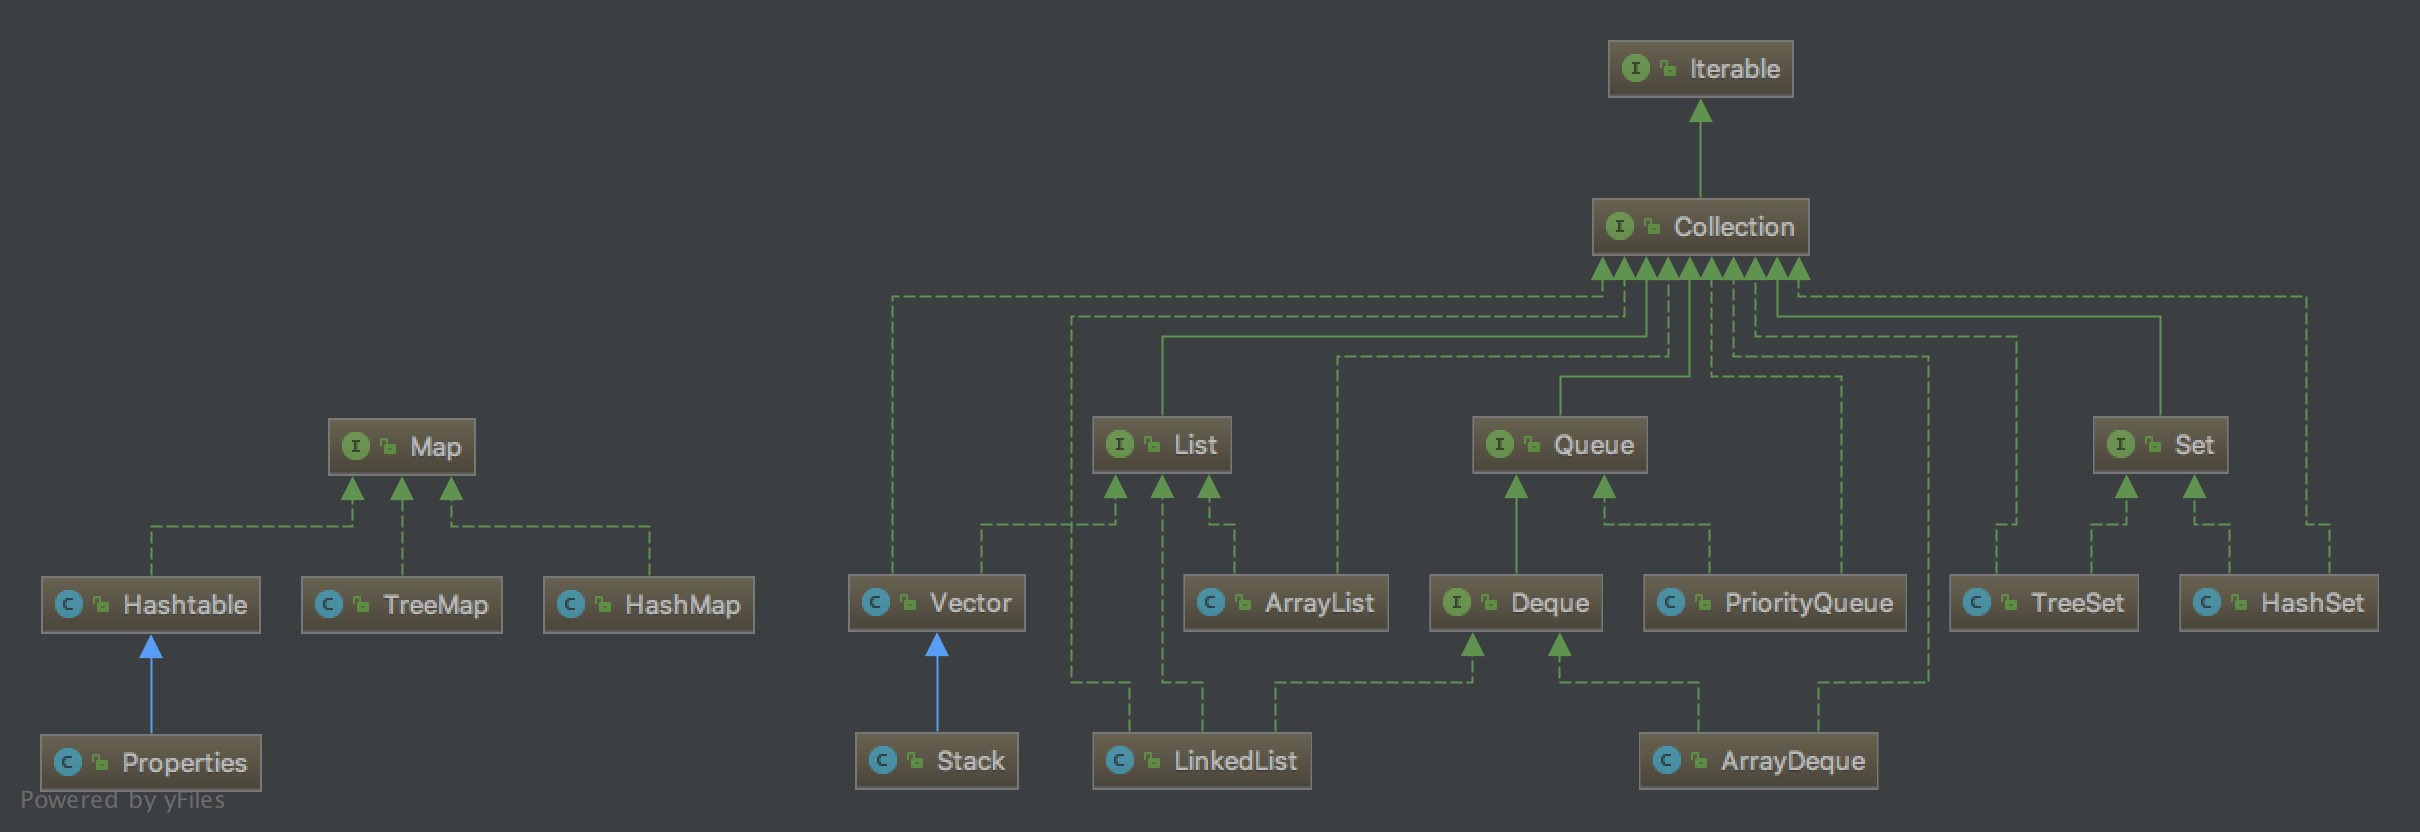 I Iterable
I Collection
I Map
I List
I Queue
I Set
C Hashtable
C TreeMap
C HashMap
C Vector
C ArrayList
I Deque
C PriorityQueue
C TreeSet
C HashSet
C Properties
C Stack
C LinkedList
C ArrayDeque
Powered by yFiles